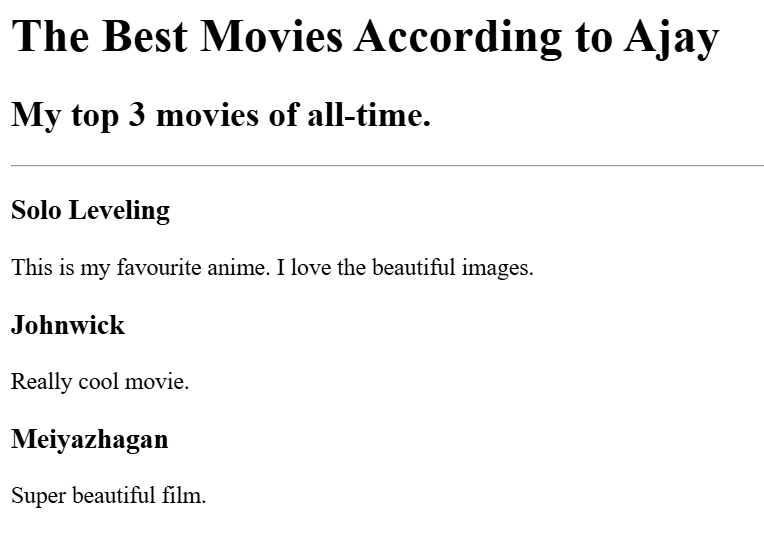 The Best Movies According to Ajay
My top 3 movies of all-time.
Solo Leveling
This is my favourite anime. I love the beautiful images.
Johnwick
Really cool movie.
Meiyazhagan
Super beautiful film.